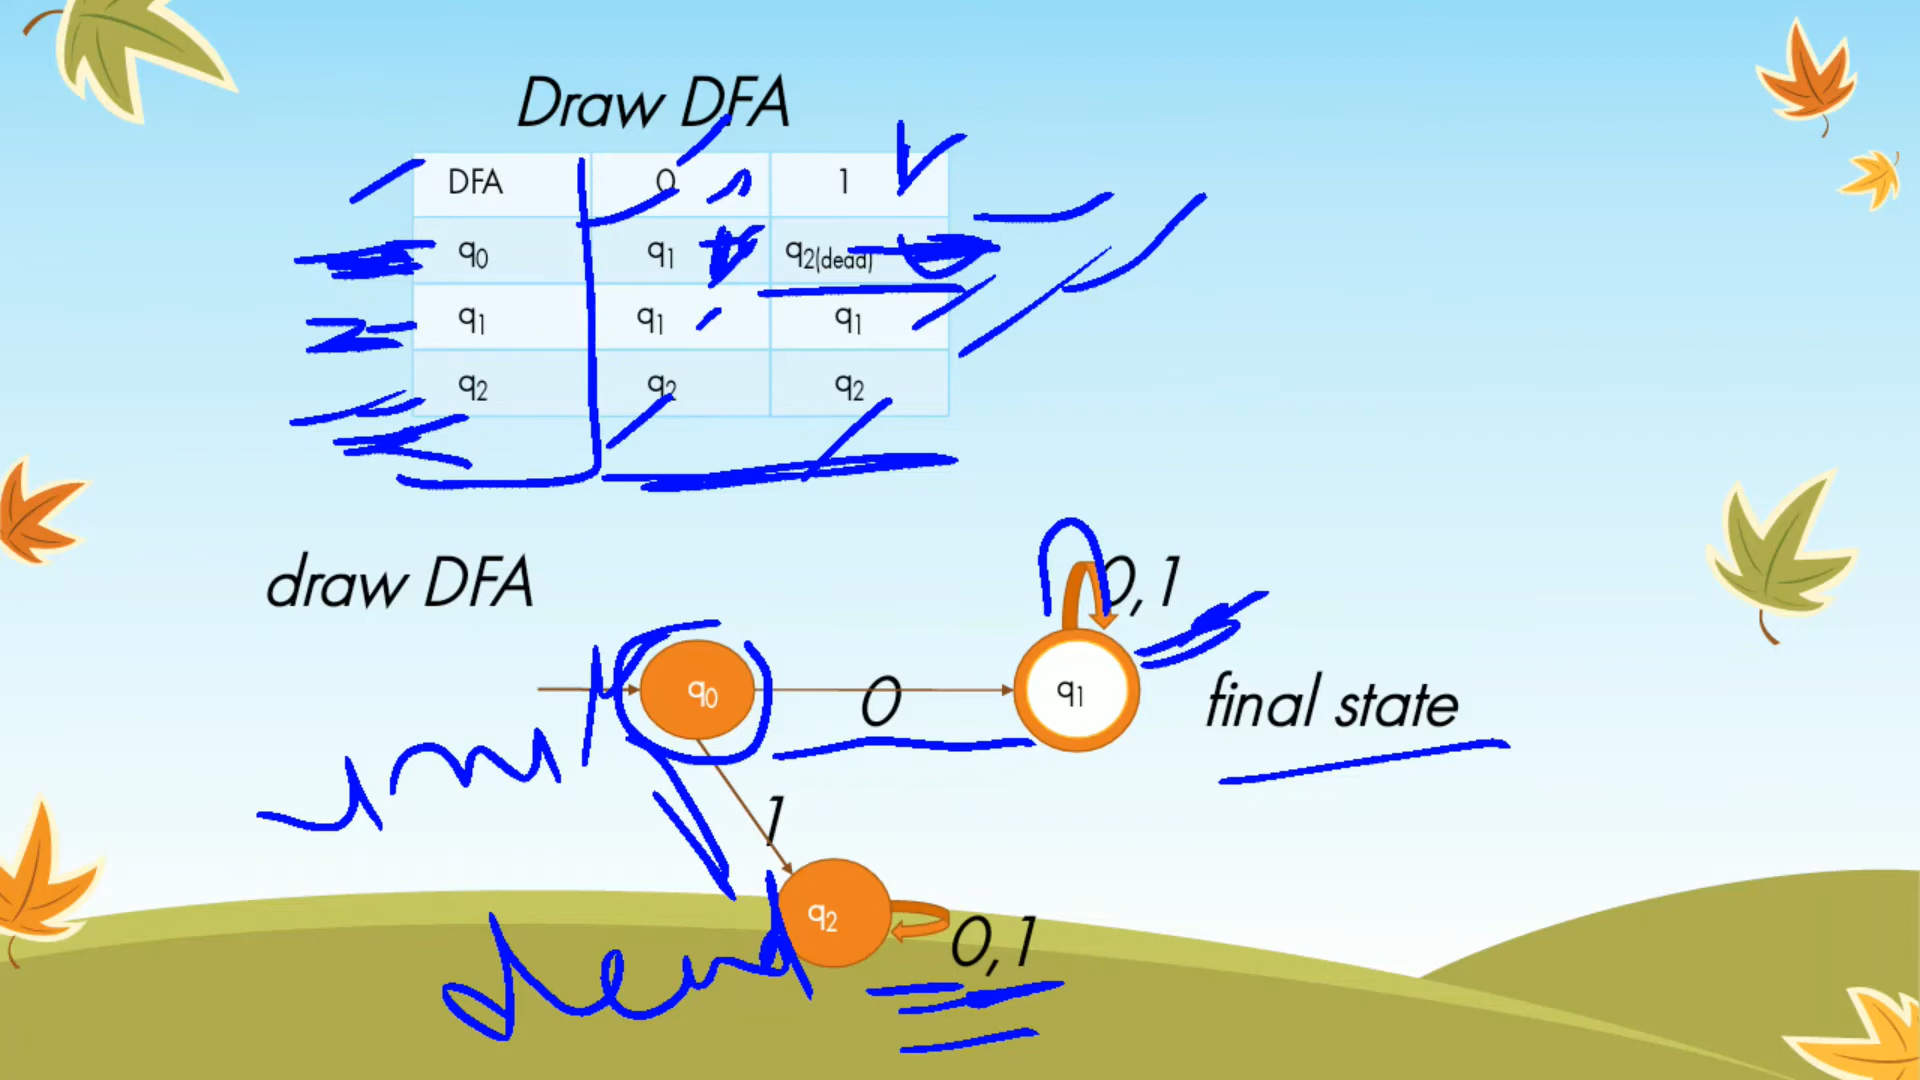 Draw DFA
DFA 0 1
q0 q1 q2(dead)
q1 q1 q1
q2 q2 q2
draw DFA
0,1
q0 0 q1 final state
1
q2 0,1
dead